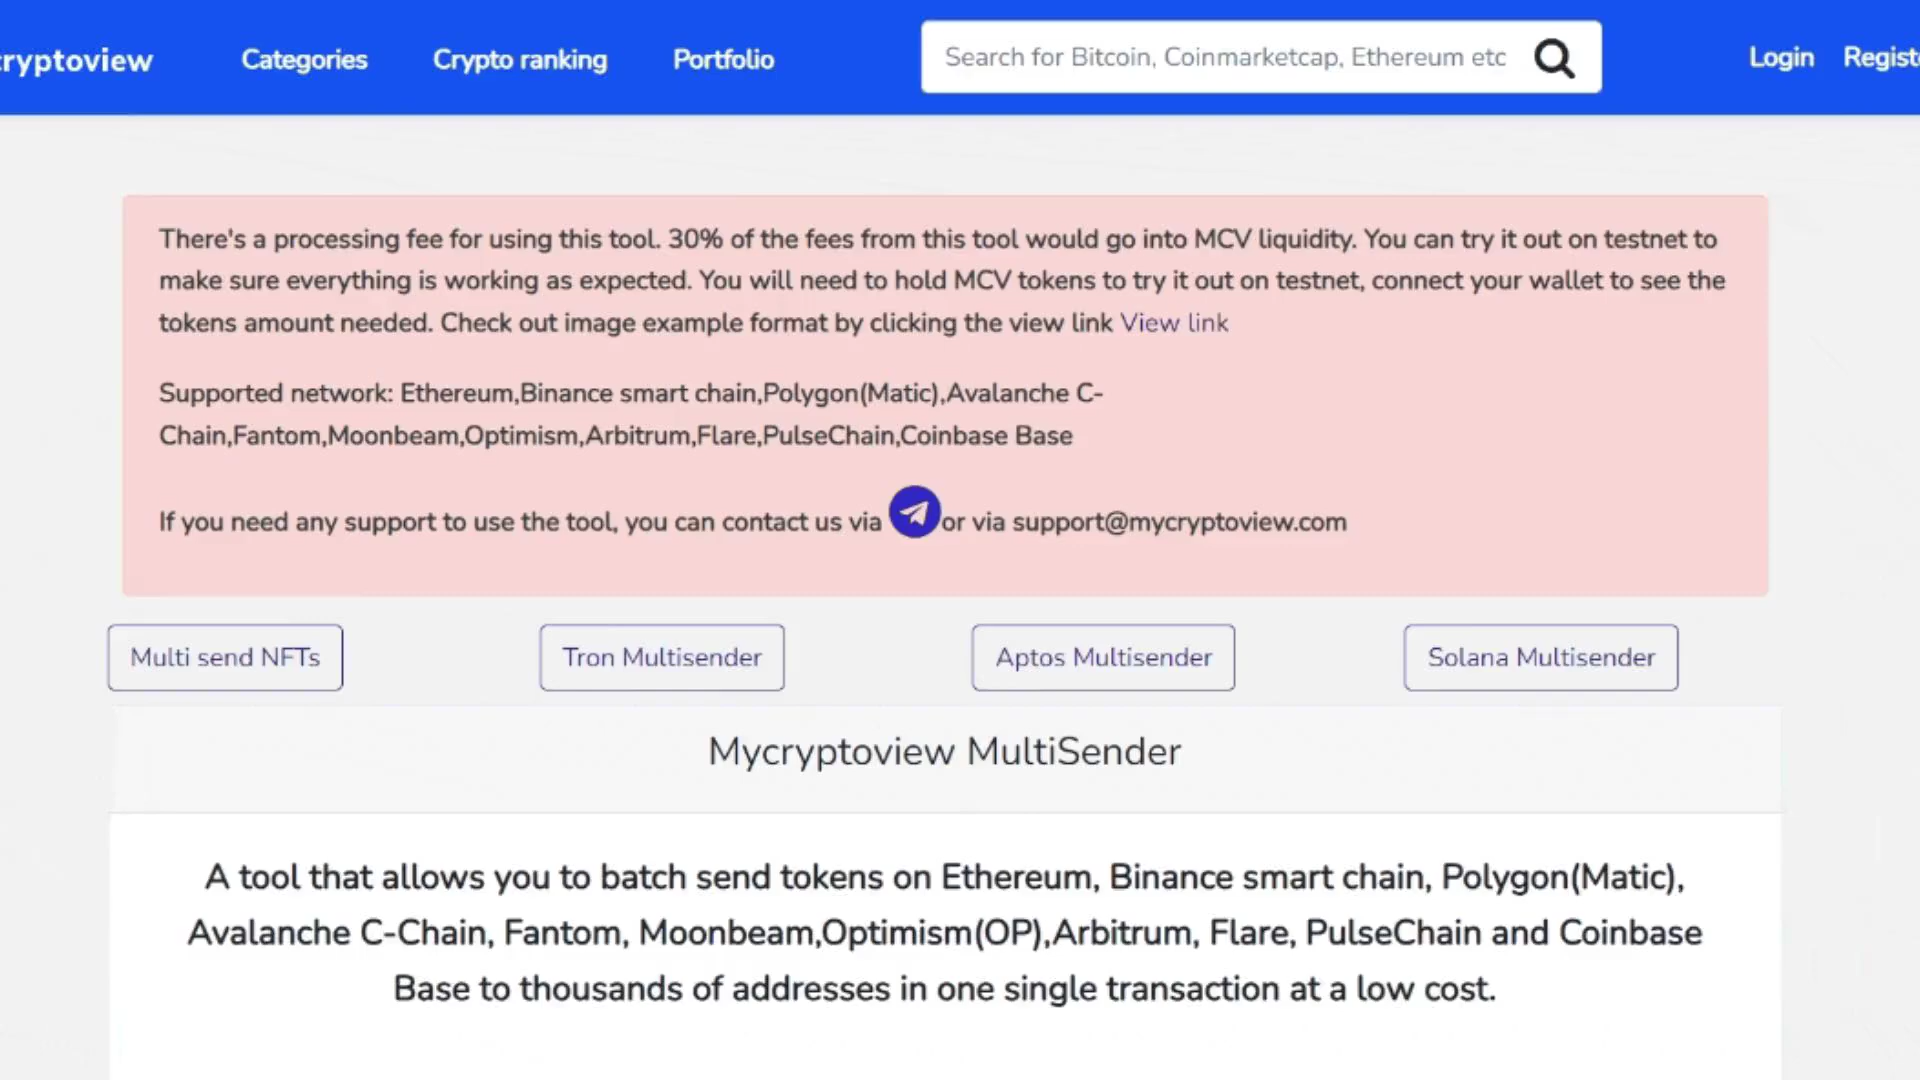 cryptoview
Categories
Crypto ranking
Portfolio
Search for Bitcoin, Coinmarketcap, Ethereum etc
Login
Registe
There's a processing fee for using this tool. 30% of the fees from this tool would go into MCV liquidity. You can try it out on testnet to
make sure everything is working as expected. You will need to hold MCV tokens to try it out on testnet, connect your wallet to see the
tokens amount needed. Check out image example format by clicking the view link View link
Supported network: Ethereum,Binance smart chain,Polygon(Matic),Avalanche C-
Chain,Fantom,Moonbeam,Optimism,Arbitrum,Flare,PulseChain,Coinbase Base
If you need any support to use the tool, you can contact us via or via support@mycryptoview.com
Multi send NFTs
Tron Multisender
Aptos Multisender
Solana Multisender
Mycryptoview MultiSender
A tool that allows you to batch send tokens on Ethereum, Binance smart chain, Polygon(Matic),
Avalanche C-Chain, Fantom, Moonbeam,Optimism(OP),Arbitrum, Flare, PulseChain and Coinbase
Base to thousands of addresses in one single transaction at a low cost.